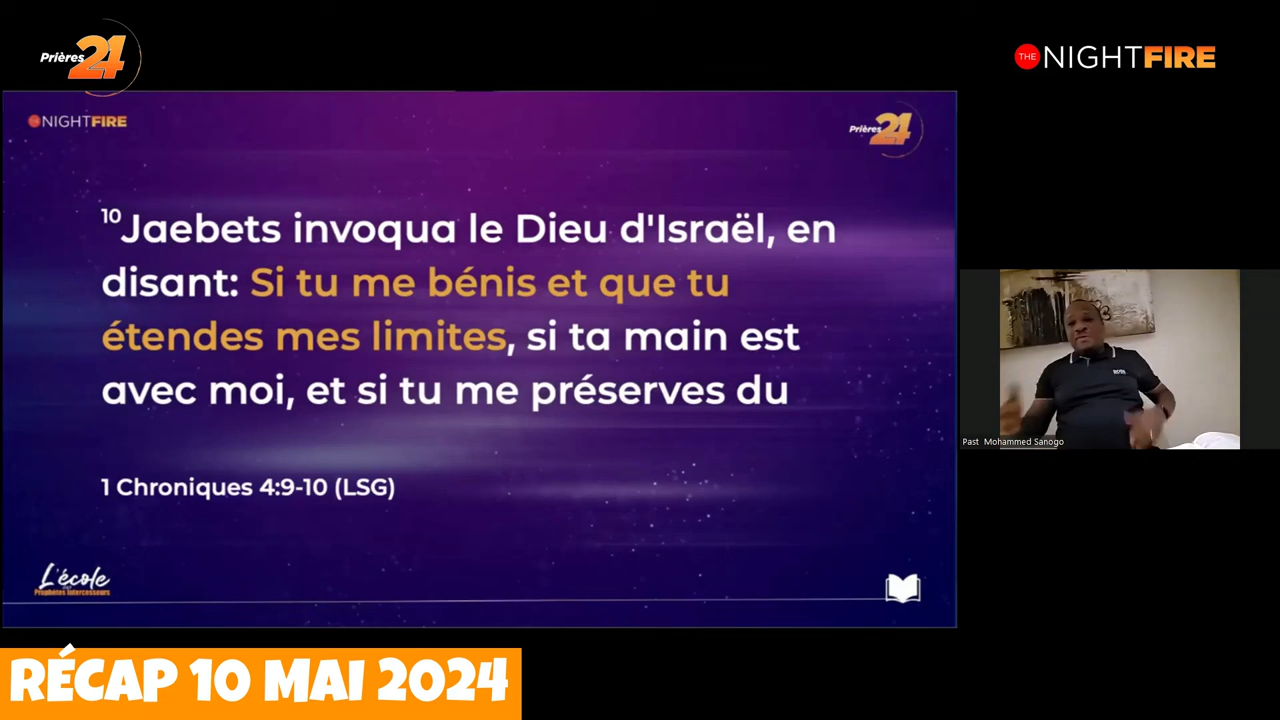 Prières 24
THE NIGHTFIRE
NIGHTFIRE
Prières 24
10 Jaebets invoqua le Dieu d'Israël, en
disant: Si tu me bénis et que tu
étendes mes limites, si ta main est
avec moi, et si tu me préserves du
1 Chroniques 4:9-10 (LSG)
L'école
Prophètes Intercesseurs
Past Mohammed Sanogo
RÉCAP 10 MAI 2024